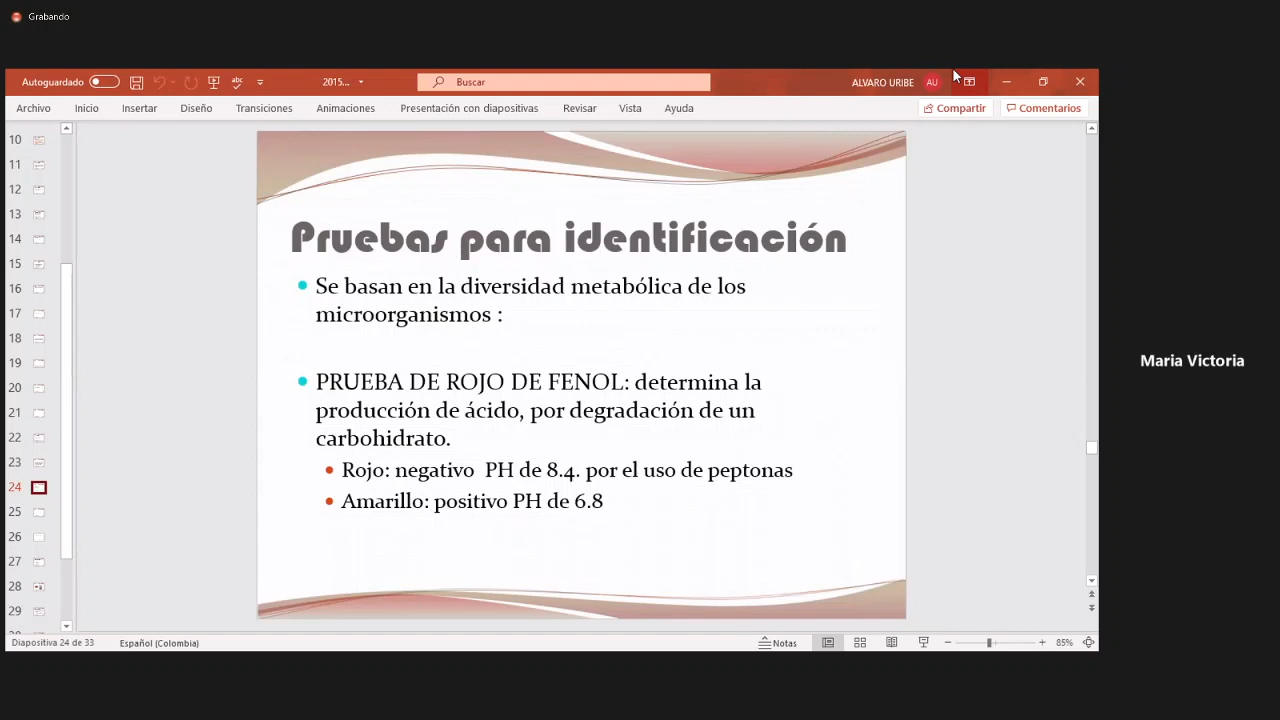 Grabando
Autoguardado
2015...
Buscar
ALVARO URIBE
AU
Archivo Inicio Insertar Diseño Transiciones Animaciones Presentación con diapositivas Revisar Vista Ayuda
Compartir Comentarios
10
11
12
13
14
15
16
17
18
19
20
21
22
23
24
25
26
27
28
29
Pruebas para identificación
Se basan en la diversidad metabólica de los
microorganismos :
PRUEBA DE ROJO DE FENOL: determina la
producción de ácido, por degradación de un
carbohidrato.
Rojo: negativo PH de 8.4. por el uso de peptonas
Amarillo: positivo PH de 6.8
Maria Victoria
Diapositiva 24 de 33 Español (Colombia) Notas 85%